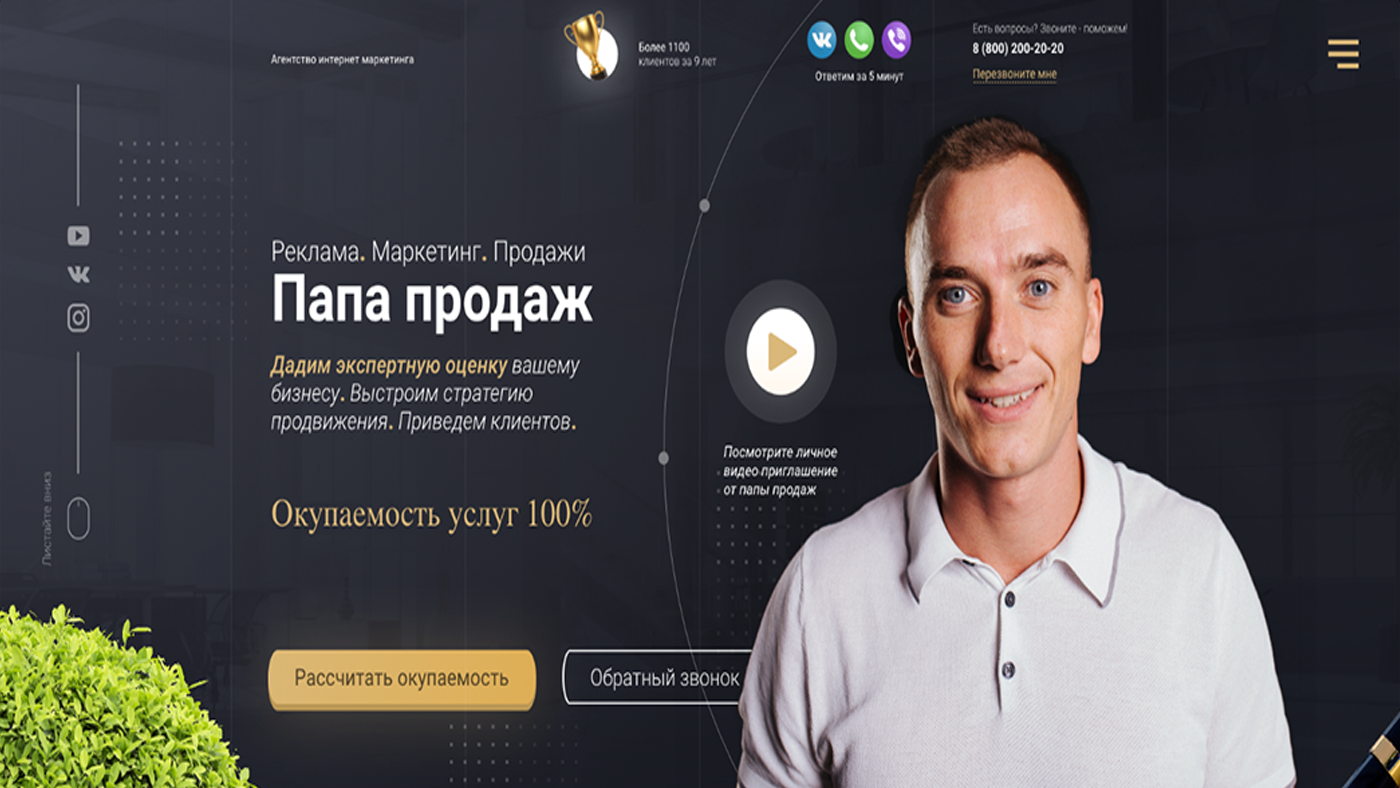 Агентство интернет маркетинга
Более 1100
клиентов за 9 лет
Ответим за 5 минут
Есть вопросы? Звоните - поможем!
8 (800) 200-20-20
Перезвоните мне
Реклама. Маркетинг. Продажи
Папа продаж
Дадим экспертную оценку вашему
бизнесу. Выстроим стратегию
продвижения. Приведем клиентов.
Посмотрите личное
видео приглашение
от папы продаж
Окупаемость услуг 100%
Листайте вниз
Рассчитать окупаемость
Обратный звонок